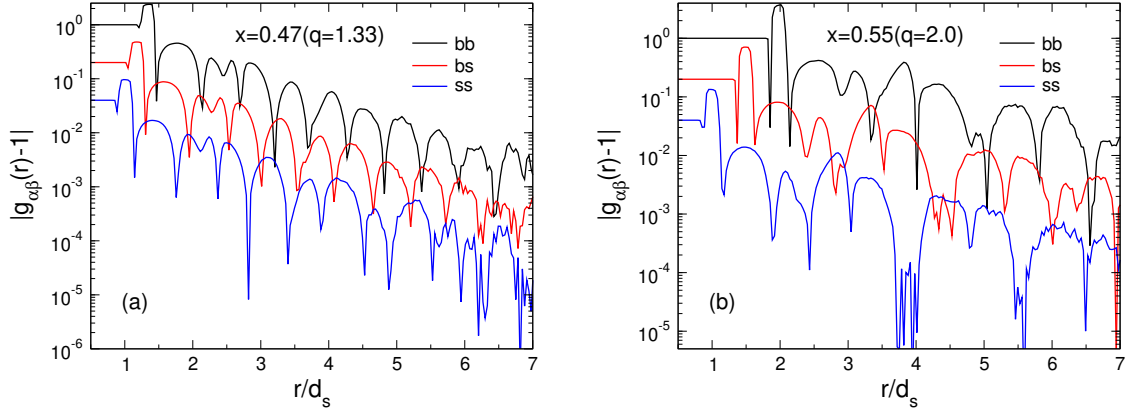 x=0.47(q=1.33)
bb
bs
ss
10^0
10^-1
10^-2
10^-3
10^-4
10^-5
10^-6
|g_αβ(r)-1|
(a)
1 2 3 4 5 6 7
r/d_s
x=0.55(q=2.0)
bb
bs
ss
10^0
10^-1
10^-2
10^-3
10^-4
10^-5
|g_αβ(r)-1|
(b)
1 2 3 4 5 6 7
r/d_s